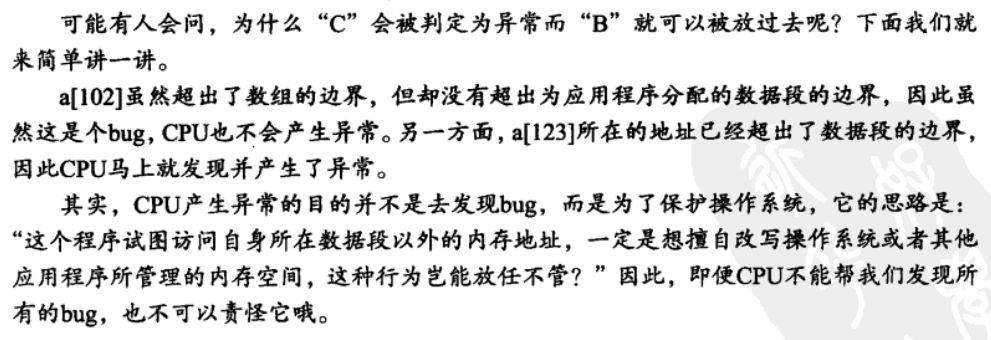 可能有人会问，为什么“C”会被判定为异常而“B”就可以被放过去呢？下面我们就
来简单讲一讲。
a[102]虽然超出了数组的边界，但却没有超出为应用程序分配的数据段的边界，因此虽
然这是个bug，CPU也不会产生异常。另一方面，a[123]所在的地址已经超出了数据段的边界，
因此CPU马上就发现并产生了异常。
其实，CPU产生异常的目的并不是去发现bug，而是为了保护操作系统，它的思路是：
“这个程序试图访问自身所在数据段以外的内存地址，一定是想擅自改写操作系统或者其他
应用程序所管理的内存空间，这种行为岂能放任不管？”因此，即便CPU不能帮我们发现所
有的bug，也不可以责怪它哦。